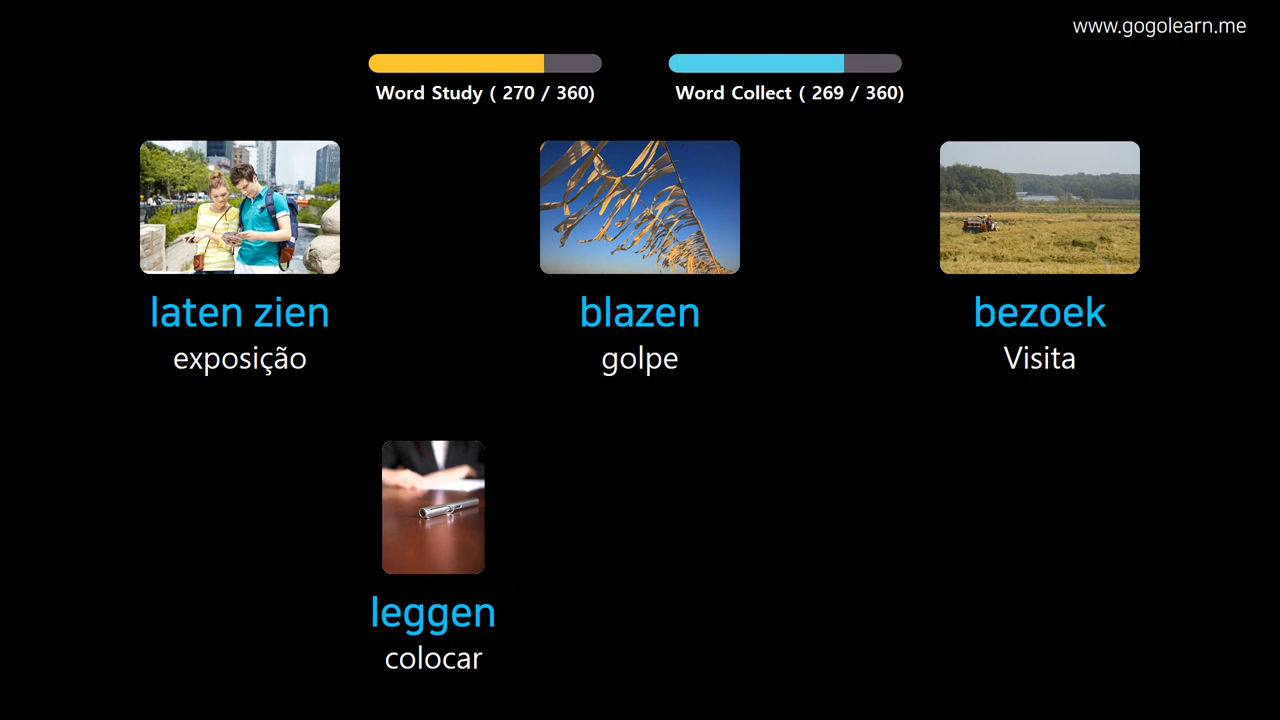 www.gogolearn.me
Word Study ( 270 / 360)
Word Collect ( 269 / 360)
laten zien
exposição
blazen
golpe
bezoek
Visita
leggen
colocar